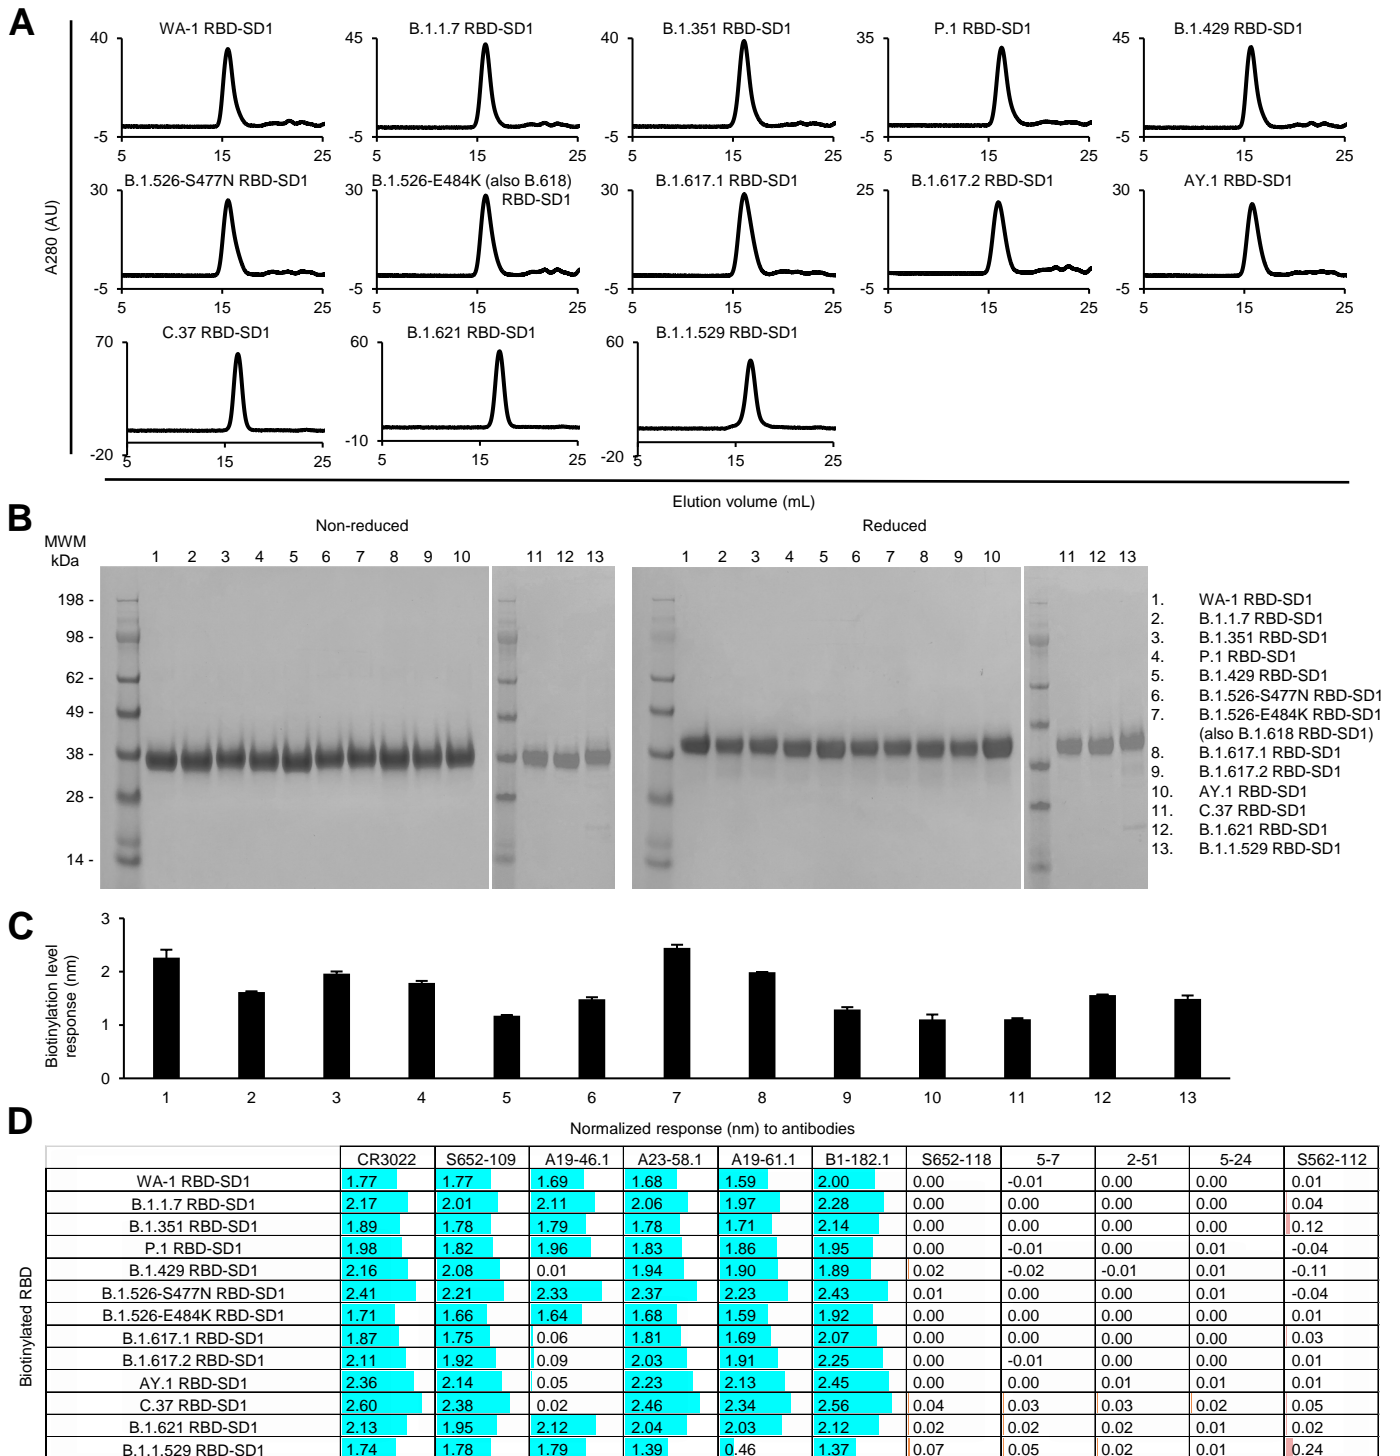 A
A280 (AU)
WA-1 RBD-SD1 B.1.1.7 RBD-SD1 B.1.351 RBD-SD1 P.1 RBD-SD1 B.1.429 RBD-SD1
40 45 40 35 45
-5 -5 -5 -5 -5
5 15 25 5 15 25 5 15 25 5 15 25 5 15 25
B.1.526-S477N RBD-SD1 B.1.526-E484K (also B.618) RBD-SD1 B.1.617.1 RBD-SD1 B.1.617.2 RBD-SD1 AY.1 RBD-SD1
30 30 30 25 30
-5 -5 -5 -5 -5
5 15 25 5 15 25 5 15 25 5 15 25 5 15 25
C.37 RBD-SD1 B.1.621 RBD-SD1 B.1.1.529 RBD-SD1
70 60 60
-20 -10 -20
5 15 25 5 15 25 5 15 25
Elution volume (mL)
B
Non-reduced Reduced
MWM
kDa
1 2 3 4 5 6 7 8 9 10 11 12 13 1 2 3 4 5 6 7 8 9 10 11 12 13
198 -
98 -
62 -
49 -
38 -
28 -
14 -
1. WA-1 RBD-SD1
2. B.1.1.7 RBD-SD1
3. B.1.351 RBD-SD1
4. P.1 RBD-SD1
5. B.1.429 RBD-SD1
6. B.1.526-S477N RBD-SD1
7. B.1.526-E484K RBD-SD1
(also B.1.618 RBD-SD1)
8. B.1.617.1 RBD-SD1
9. B.1.617.2 RBD-SD1
10. AY.1 RBD-SD1
11. C.37 RBD-SD1
12. B.1.621 RBD-SD1
13. B.1.1.529 RBD-SD1
C
Biotinylation level
response (nm)
3
2
1
0
1 2 3 4 5 6 7 8 9 10 11 12 13
D
Normalized response (nm) to antibodies
Biotinylated RBD
CR3022 S652-109 A19-46.1 A23-58.1 A19-61.1 B1-182.1 S652-118 5-7 2-51 5-24 S562-112
WA-1 RBD-SD1 1.77 1.77 1.69 1.68 1.59 2.00 0.00 -0.01 0.00 0.00 0.01
B.1.1.7 RBD-SD1 2.17 2.01 2.11 2.06 1.97 2.28 0.00 0.00 0.00 0.00 0.04
B.1.351 RBD-SD1 1.89 1.78 1.79 1.78 1.71 2.14 0.00 0.00 0.00 0.00 0.12
P.1 RBD-SD1 1.98 1.82 1.96 1.83 1.86 1.95 0.00 -0.01 0.00 0.01 -0.04
B.1.429 RBD-SD1 2.16 2.08 0.01 1.94 1.90 1.89 0.02 -0.02 -0.01 0.01 -0.11
B.1.526-S477N RBD-SD1 2.41 2.21 2.33 2.37 2.23 2.43 0.01 0.00 0.00 0.01 -0.04
B.1.526-E484K RBD-SD1 1.71 1.66 1.64 1.68 1.59 1.92 0.00 0.00 0.00 0.00 0.01
B.1.617.1 RBD-SD1 1.87 1.75 0.06 1.81 1.69 2.07 0.00 0.00 0.00 0.00 0.03
B.1.617.2 RBD-SD1 2.11 1.92 0.09 2.03 1.91 2.25 0.00 -0.01 0.00 0.00 0.01
AY.1 RBD-SD1 2.36 2.14 0.05 2.23 2.13 2.45 0.00 0.00 0.01 0.01 0.01
C.37 RBD-SD1 2.60 2.38 0.02 2.46 2.34 2.56 0.04 0.03 0.03 0.02 0.05
B.1.621 RBD-SD1 2.13 1.95 2.12 2.04 2.03 2.12 0.02 0.02 0.02 0.01 0.02
B.1.1.529 RBD-SD1 1.74 1.78 1.79 1.39 0.46 1.37 0.07 0.05 0.02 0.01 0.24